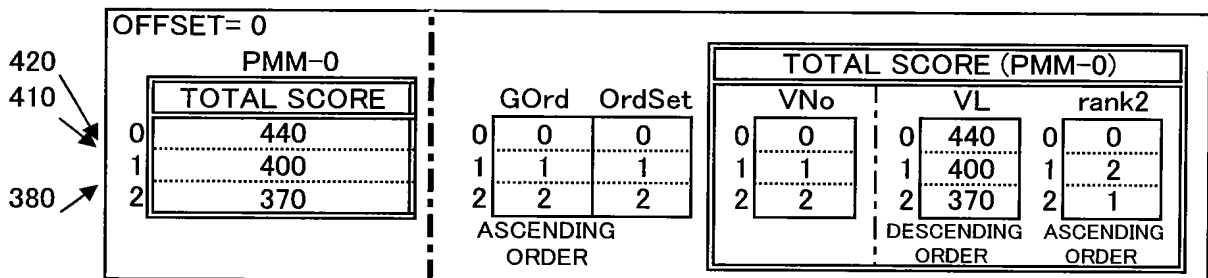 OFFSET= 0
420
410
380
PMM-0
TOTAL SCORE
0 440
1 400
2 370
GOrd OrdSet
0 0 0
1 1 1
2 2 2
ASCENDING
ORDER
TOTAL SCORE (PMM-0)
VNo VL rank2
0 0 0 440 0 0
1 1 1 400 1 2
2 2 2 370 2 1
DESCENDING ASCENDING
ORDER ORDER